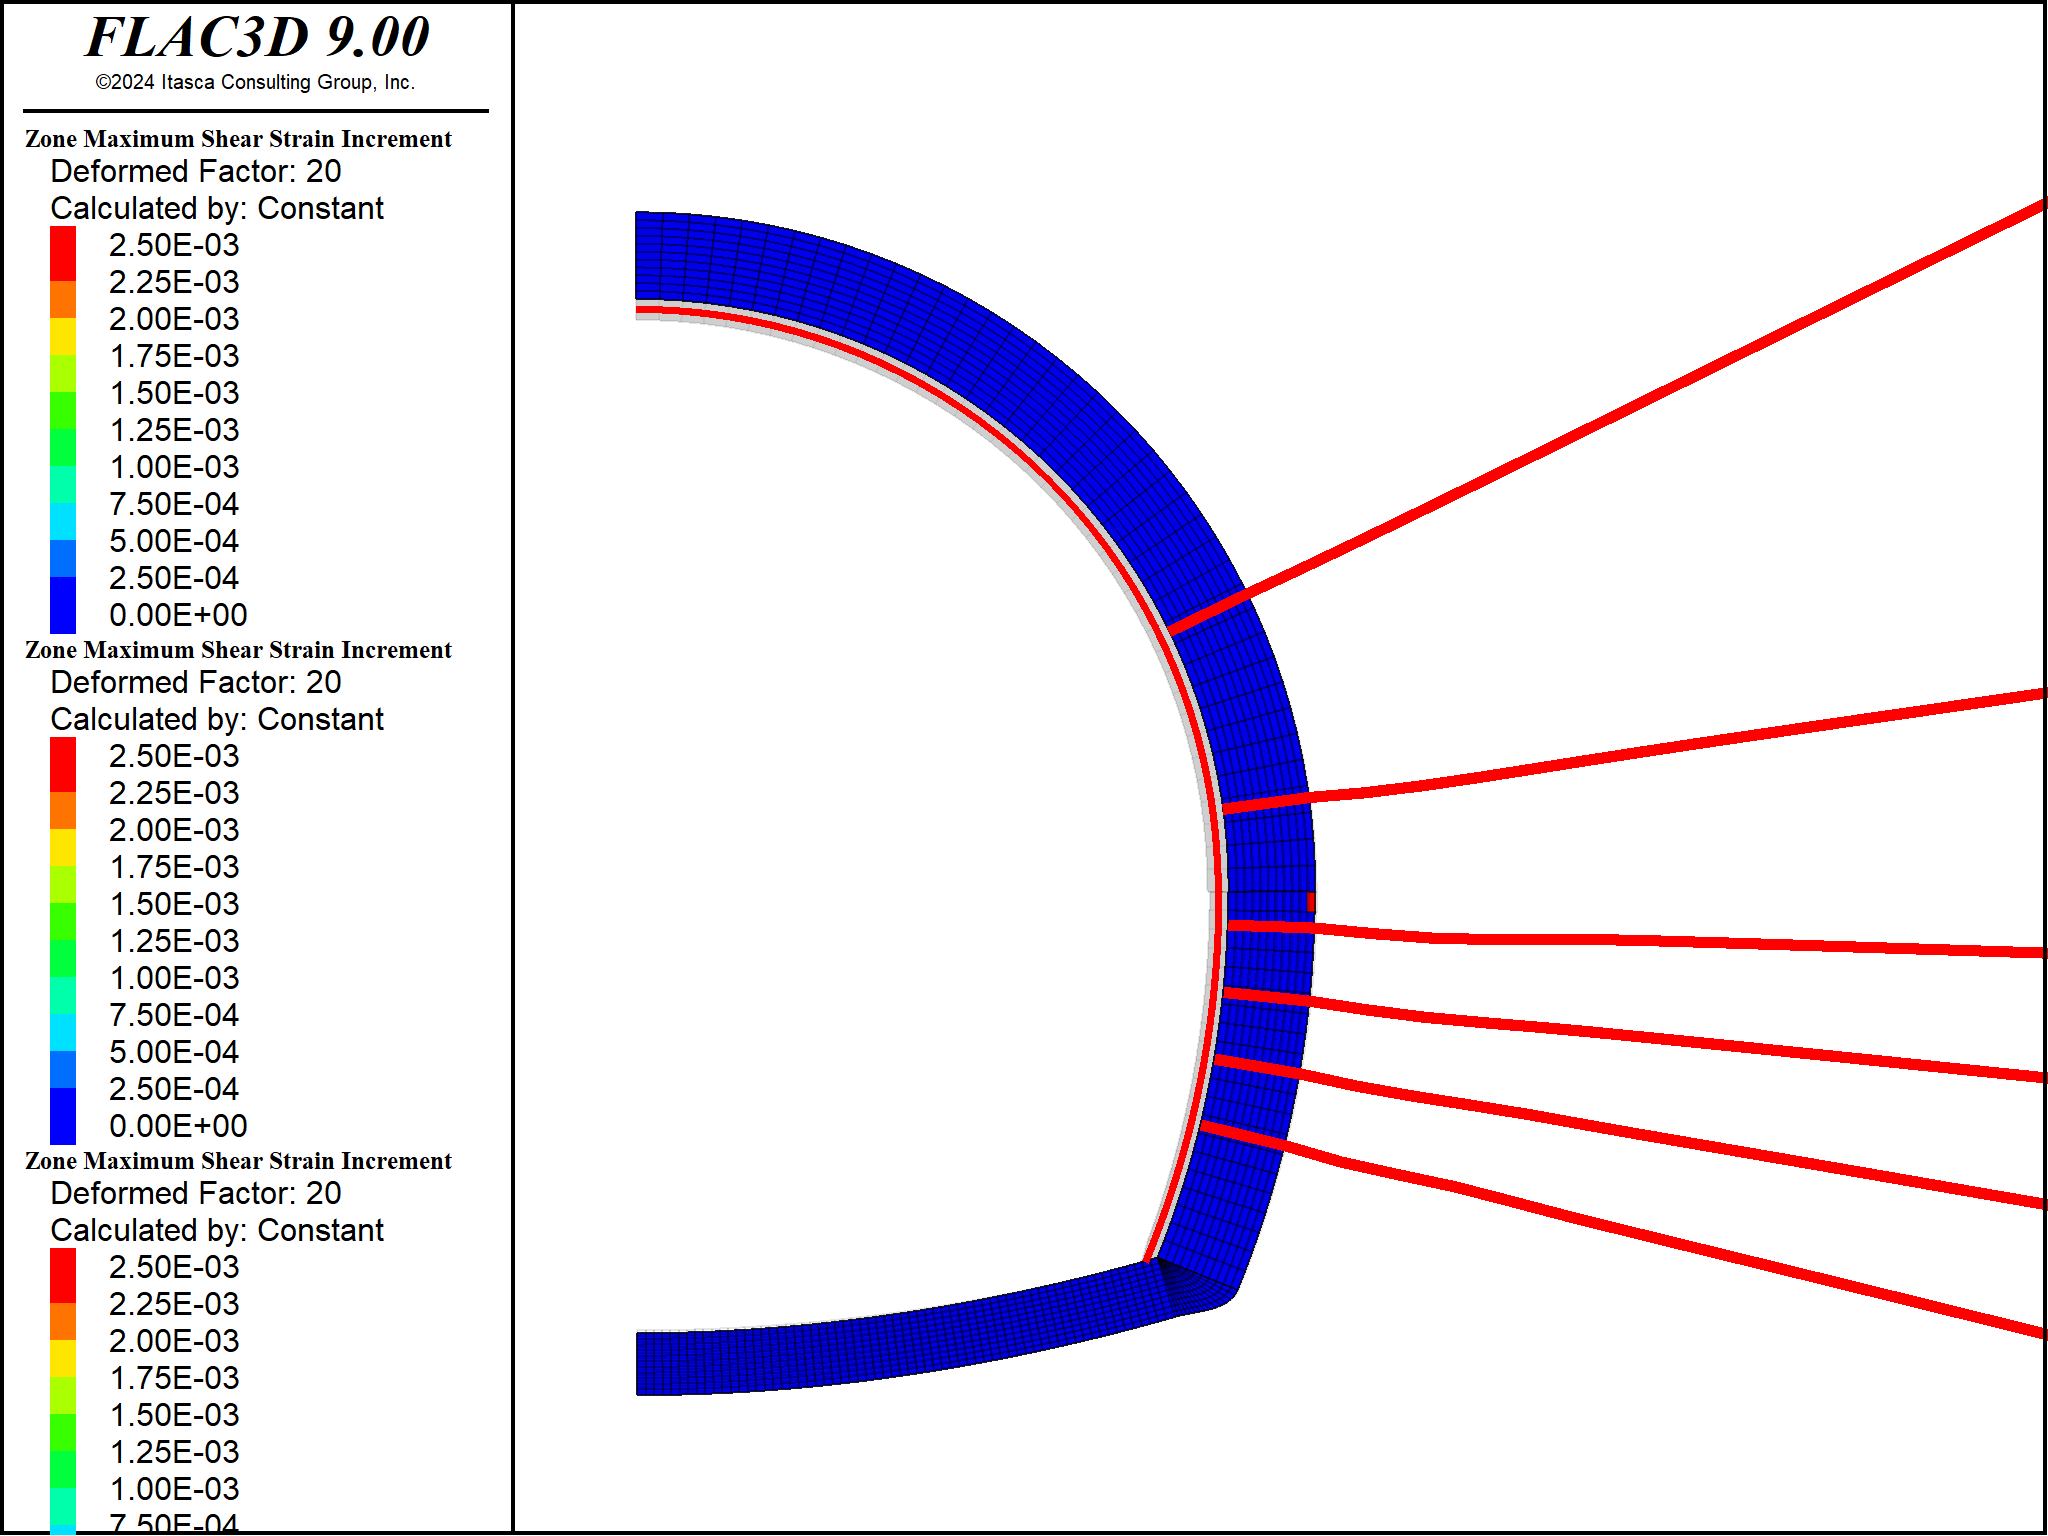 FLAC3D 9.00
©2024 Itasca Consulting Group, Inc.
Zone Maximum Shear Strain Increment
Deformed Factor: 20
Calculated by: Constant
2.50E-03
2.25E-03
2.00E-03
1.75E-03
1.50E-03
1.25E-03
1.00E-03
7.50E-04
5.00E-04
2.50E-04
0.00E+00
Zone Maximum Shear Strain Increment
Deformed Factor: 20
Calculated by: Constant
2.50E-03
2.25E-03
2.00E-03
1.75E-03
1.50E-03
1.25E-03
1.00E-03
7.50E-04
5.00E-04
2.50E-04
0.00E+00
Zone Maximum Shear Strain Increment
Deformed Factor: 20
Calculated by: Constant
2.50E-03
2.25E-03
2.00E-03
1.75E-03
1.50E-03
1.25E-03
1.00E-03
7.50E-04